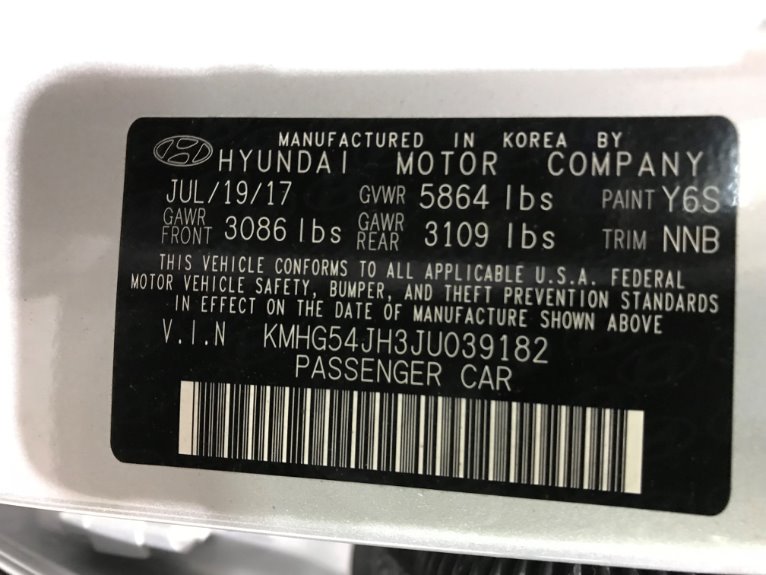 MANUFACTURED IN KOREA BY
HYUNDAI MOTOR COMPANY
JUL/19/17 GVWR 5864 lbs PAINT Y6S
GAWR FRONT 3086 lbs GAWR REAR 3109 lbs TRIM NNB
THIS VEHICLE CONFORMS TO ALL APPLICABLE U.S.A. FEDERAL
MOTOR VEHICLE SAFETY, BUMPER, AND THEFT PREVENTION STANDARDS
IN EFFECT ON THE DATE OF MANUFACTURE SHOWN ABOVE
V.I.N KMHG54JH3JU039182
PASSENGER CAR